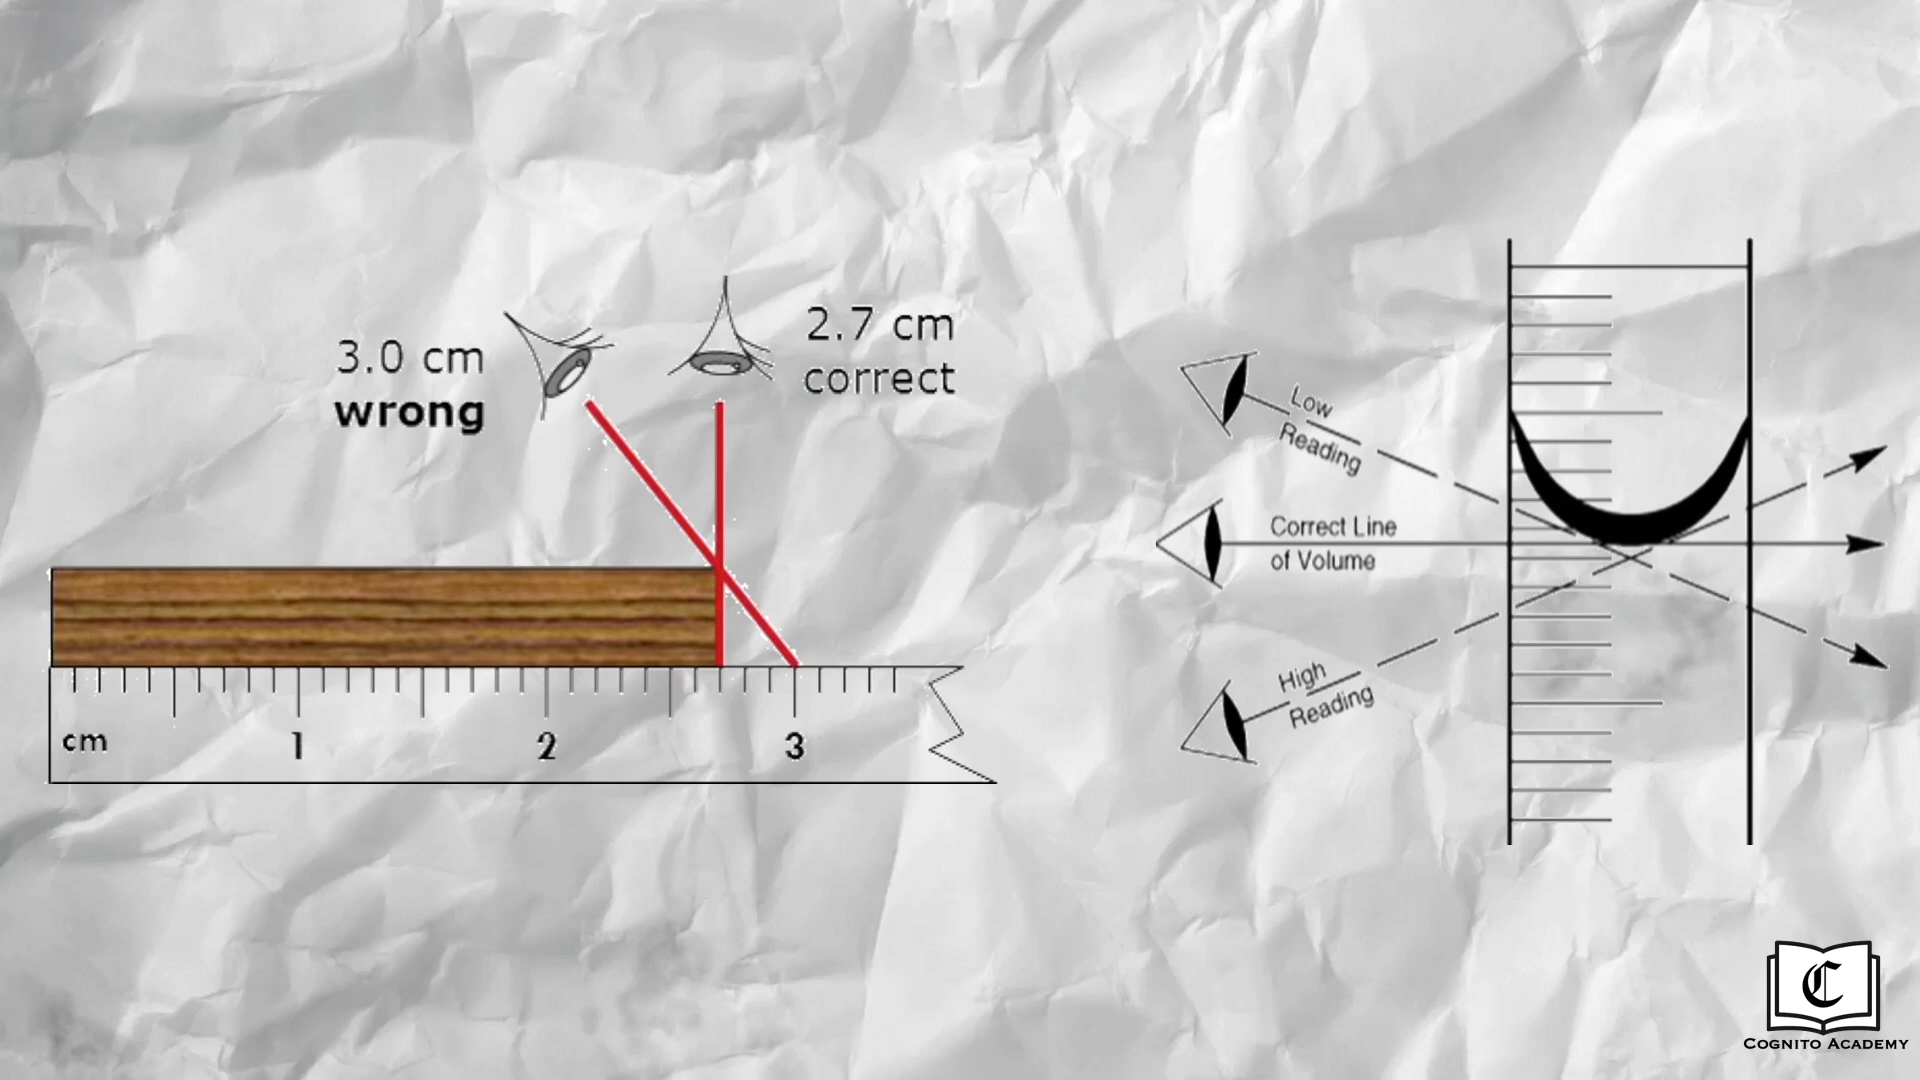 3.0 cm
wrong
2.7 cm
correct
cm
1
2
3
Low
Reading
Correct Line
of Volume
High
Reading
C
COGNITO ACADEMY